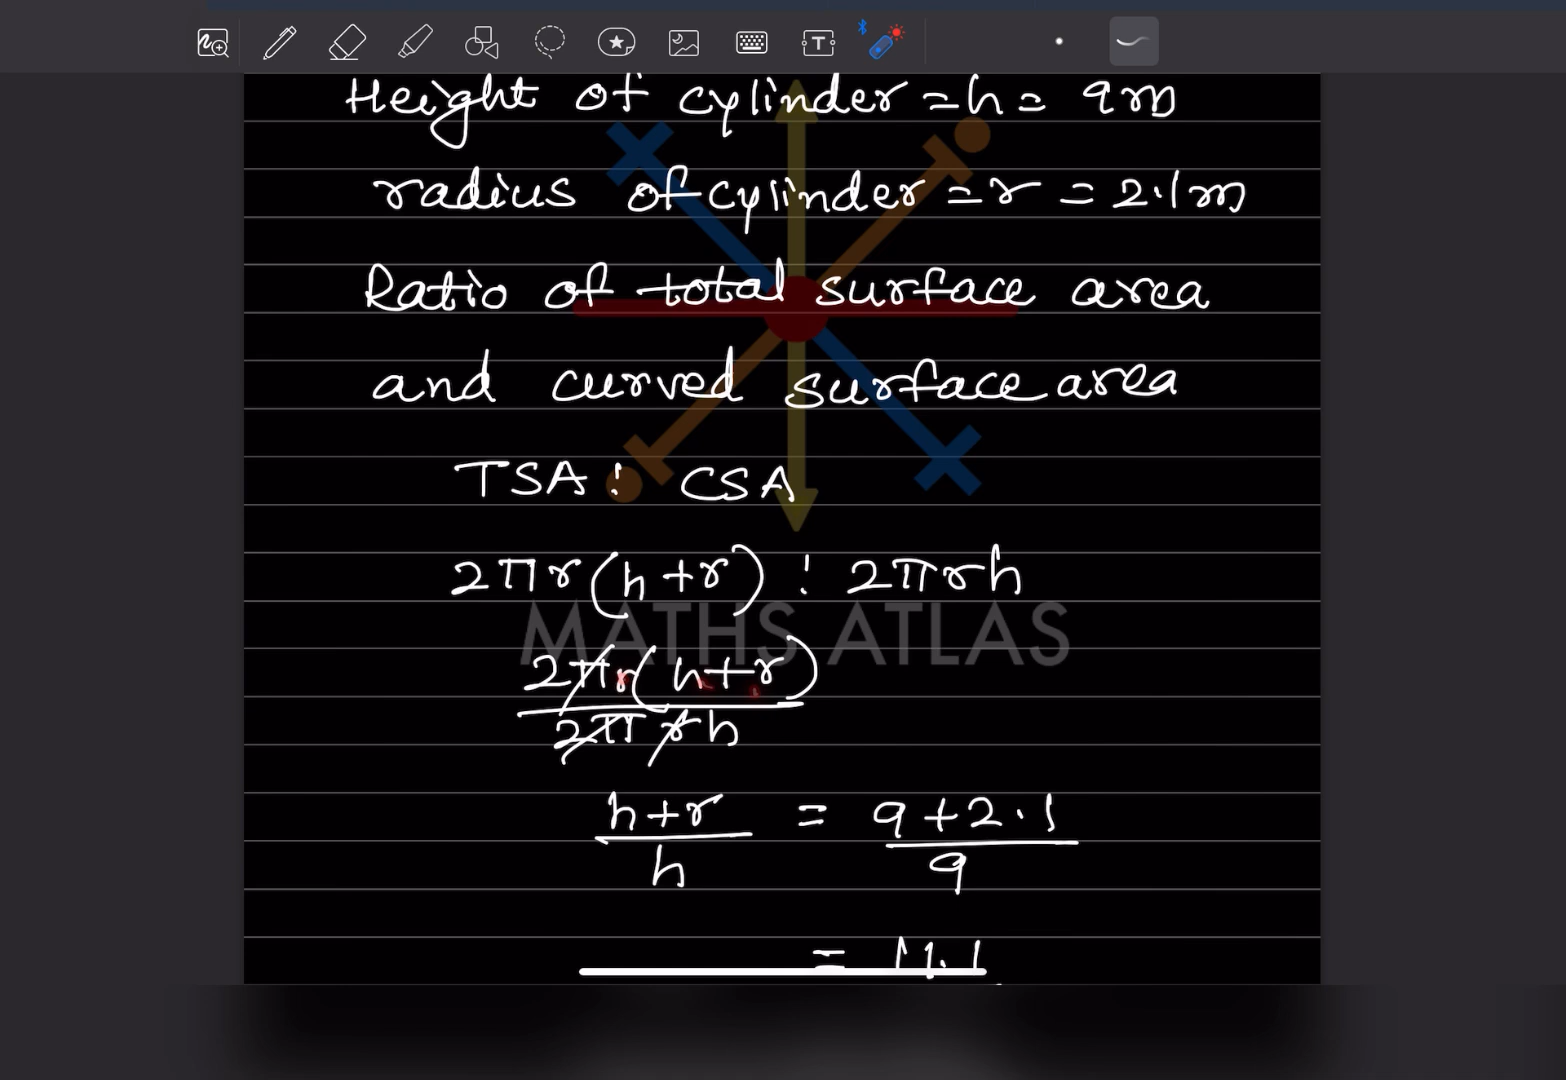 Height of cylinder = h = 9m
radius of cylinder = r = 2.1m
Ratio of total surface area
and curved surface area
TSA : CSA
2πr(h+r) : 2πrh
MATHS ATLAS
2πr(h+r)
2πrh
h+r = 9+2.1
h 9
= 11.1